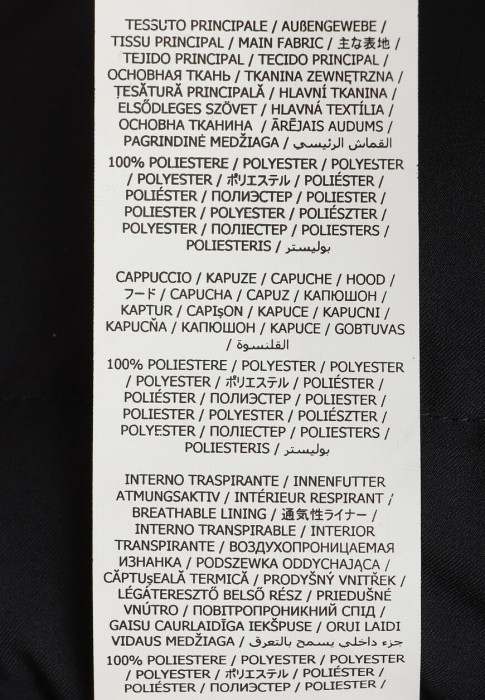 TESSUTO PRINCIPALE / AUßENGEWEBE /
TISSU PRINCIPAL / MAIN FABRIC / 主な表地 /
TEJIDO PRINCIPAL / TECIDO PRINCIPAL /
ОСНОВНАЯ ТКАНЬ / TKANINA ZEWNĘTRZNA /
ȚESĂTURĂ PRINCIPALĂ / HLAVNÍ TKANINA /
ELSŐDLEGES SZÖVET / HLAVNÁ TEXTÍLIA /
ОСНОВНА ТКАНИНА / ĀRĒJAIS AUDUMS /
PAGRINDINĖ MEDŽIAGA / القماش الرئيسي
100% POLIESTERE / POLYESTER / POLYESTER
/ POLYESTER / ポリエステル / POLIÉSTER /
POLIÉSTER / ПОЛИЭСТЕР / POLIESTER /
POLIESTER / POLYESTER / POLIÉSZTER /
POLYESTER / ПОЛІЕСТЕР / POLIESTERS /
POLIESTERIS / بوليستر
CAPPUCCIO / KAPUZE / CAPUCHE / HOOD /
フード / CAPUCHA / CAPUZ / КАПЮШОН /
KAPTUR / CAPIşON / KAPUCE / KAPUCNI /
KAPUCŇA / КАПЮШОН / KAPUCE / GOBTUVAS
/ القلنسوة
100% POLIESTERE / POLYESTER / POLYESTER
/ POLYESTER / ポリエステル / POLIÉSTER /
POLIÉSTER / ПОЛИЭСТЕР / POLIESTER /
POLIESTER / POLYESTER / POLIÉSZTER /
POLYESTER / ПОЛІЕСТЕР / POLIESTERS /
POLIESTERIS / بوليستر
INTERNO TRASPIRANTE / INNENFUTTER
ATMUNGSAKTIV / INTÉRIEUR RESPIRANT /
BREATHABLE LINING / 通気性ライナー /
INTERNO TRANSPIRABLE / INTERIOR
TRANSPIRANTE / ВОЗДУХОПРОНИЦАЕМАЯ
ИЗНАНКА / PODSZEWKA ODDYCHAJĄCA /
CĂPTUşEALĂ TERMICĂ / PRODYŠNÝ VNITŘEK /
LÉGÁTERESZTŐ BELSŐ RÉSZ / PRIEDUŠNÉ
VNÚTRO / ПОВІТРОПРОНИКНИЙ СПІД /
GAISU CAURLAIDĪGA IEKŠPUSE / ORUI LAIDI
VIDAUS MEDŽIAGA / جزء داخلي يسمح بالتعرق
100% POLIESTERE / POLYESTER / POLYESTER
/ POLYESTER / ポリエステル / POLIÉSTER /
POLIÉSTER / ПОЛИЭСТЕР / POLIESTER /